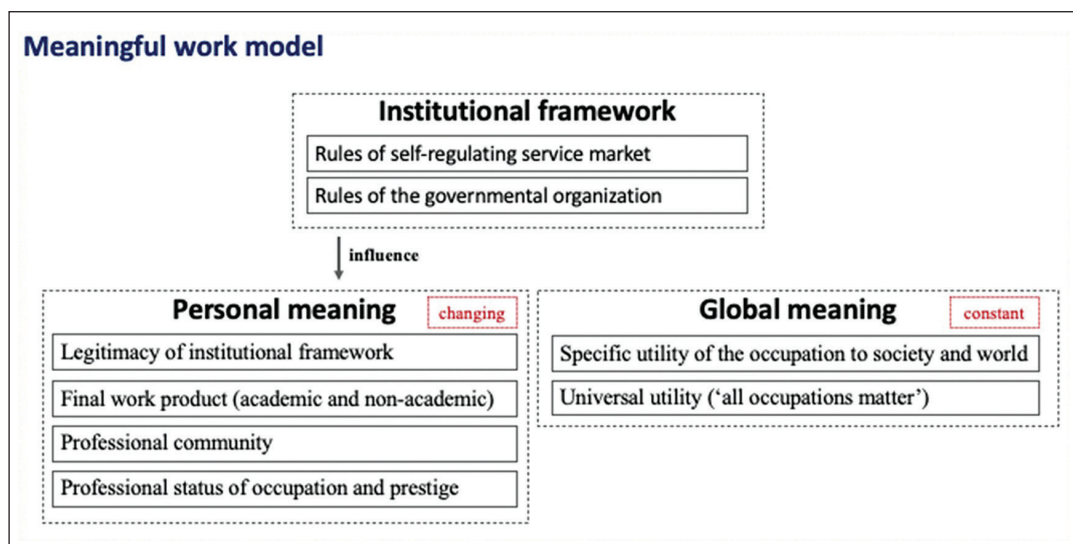 Meaningful work model
Institutional framework
Rules of self-regulating service market
Rules of the governmental organization
influence
Personal meaning
changing
Legitimacy of institutional framework
Final work product (academic and non-academic)
Professional community
Professional status of occupation and prestige
Global meaning
constant
Specific utility of the occupation to society and world
Universal utility (‘all occupations matter’)